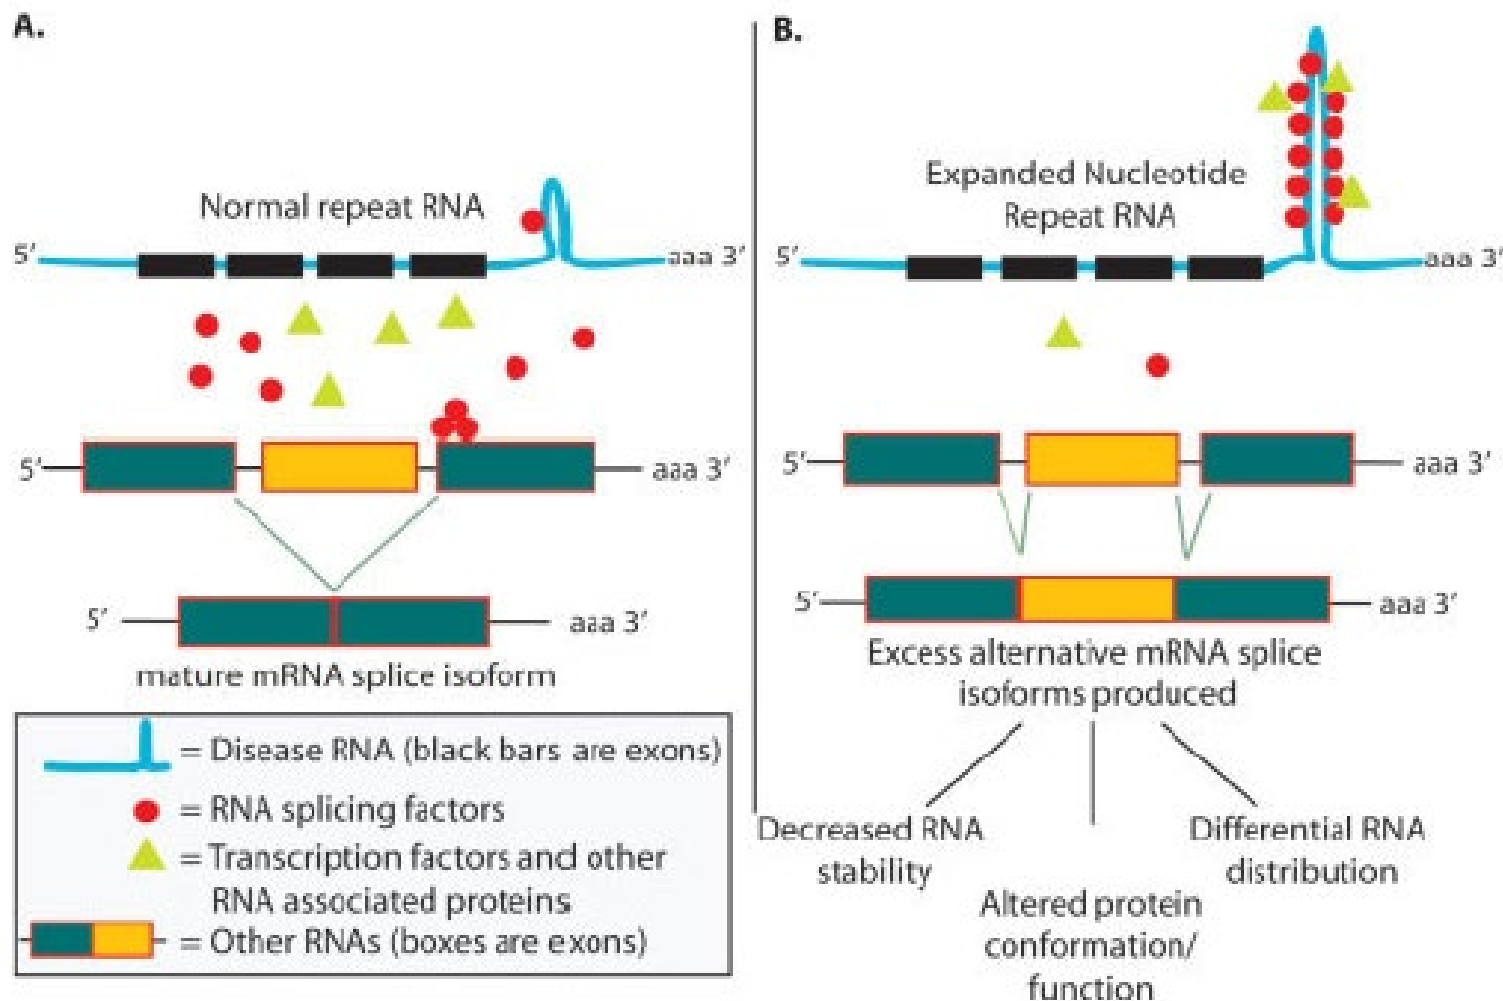 A.
Normal repeat RNA
5′
aaa 3′
5′
aaa 3′
5′
aaa 3′
mature mRNA splice isoform
= Disease RNA (black bars are exons)
= RNA splicing factors
= Transcription factors and other
RNA associated proteins
= Other RNAs (boxes are exons)
B.
Expanded Nucleotide
Repeat RNA
5′
aaa 3′
5′
aaa 3′
5′
aaa 3′
Excess alternative mRNA splice
isoforms produced
Decreased RNA
stability
Altered protein
conformation/
function
Differential RNA
distribution